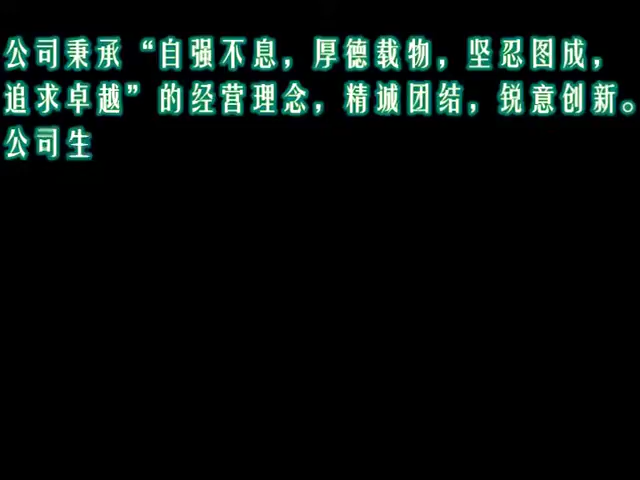 公司秉承“自强不息，厚德载物，坚忍图成，
追求卓越”的经营理念，精诚团结，锐意创新。
公司生